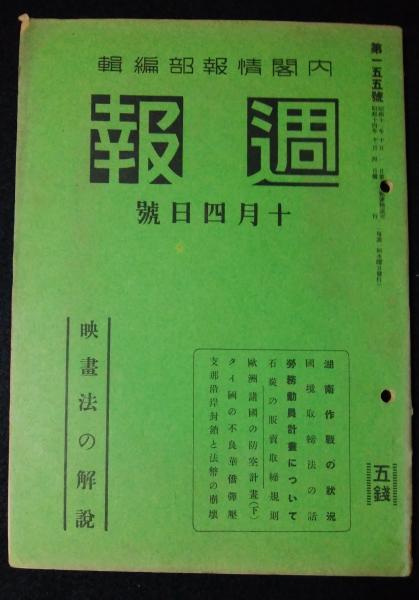 內閣情報部編輯
週報
十月四日號
第一五五號
五錢
湖南作戰の狀況
國境取締法の話
勞務動員計畫について
石炭の販賣取締規則
歐洲諸國の防空計畫(下)
タイ國の不良華僑彈壓
支那沿岸封鎖と法幣の崩壞
映畫法の解說